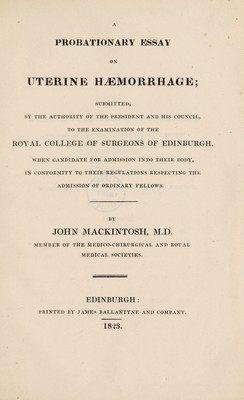 A
PROBATIONARY ESSAY
ON
UTERINE HÆMORRHAGE;
SUBMITTED,
BY THE AUTHORITY OF THE PRESIDENT AND HIS COUNCIL,
TO THE EXAMINATION OF THE
ROYAL COLLEGE OF SURGEONS OF EDINBURGH,
WHEN CANDIDATE FOR ADMISSION INTO THEIR BODY,
IN CONFORMITY TO THEIR REGULATIONS RESPECTING THE
ADMISSION OF ORDINARY FELLOWS.
BY
JOHN MACKINTOSH, M.D.
MEMBER OF THE MEDICO-CHIRURGICAL AND ROYAL
MEDICAL SOCIETIES.
EDINBURGH:
PRINTED BY JAMES BALLANTYNE AND COMPANY.
1823.